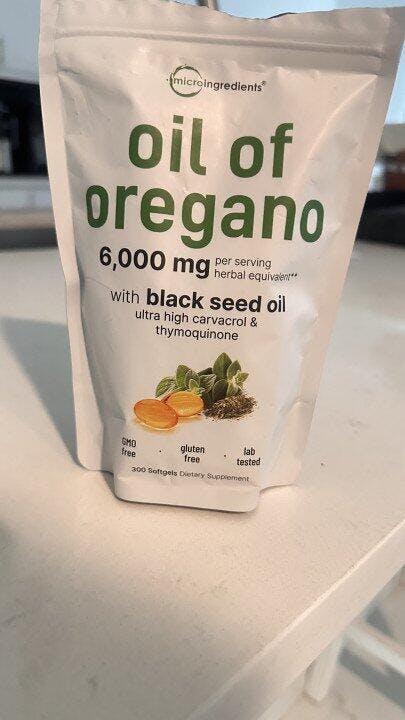 microingredients®
oil of
oregano
6,000 mg per serving
herbal equivalent**
with black seed oil
ultra high carvacrol &
thymoquinone
GMO
free
·
gluten
free
·
lab
tested
300 Softgels Dietary Supplement